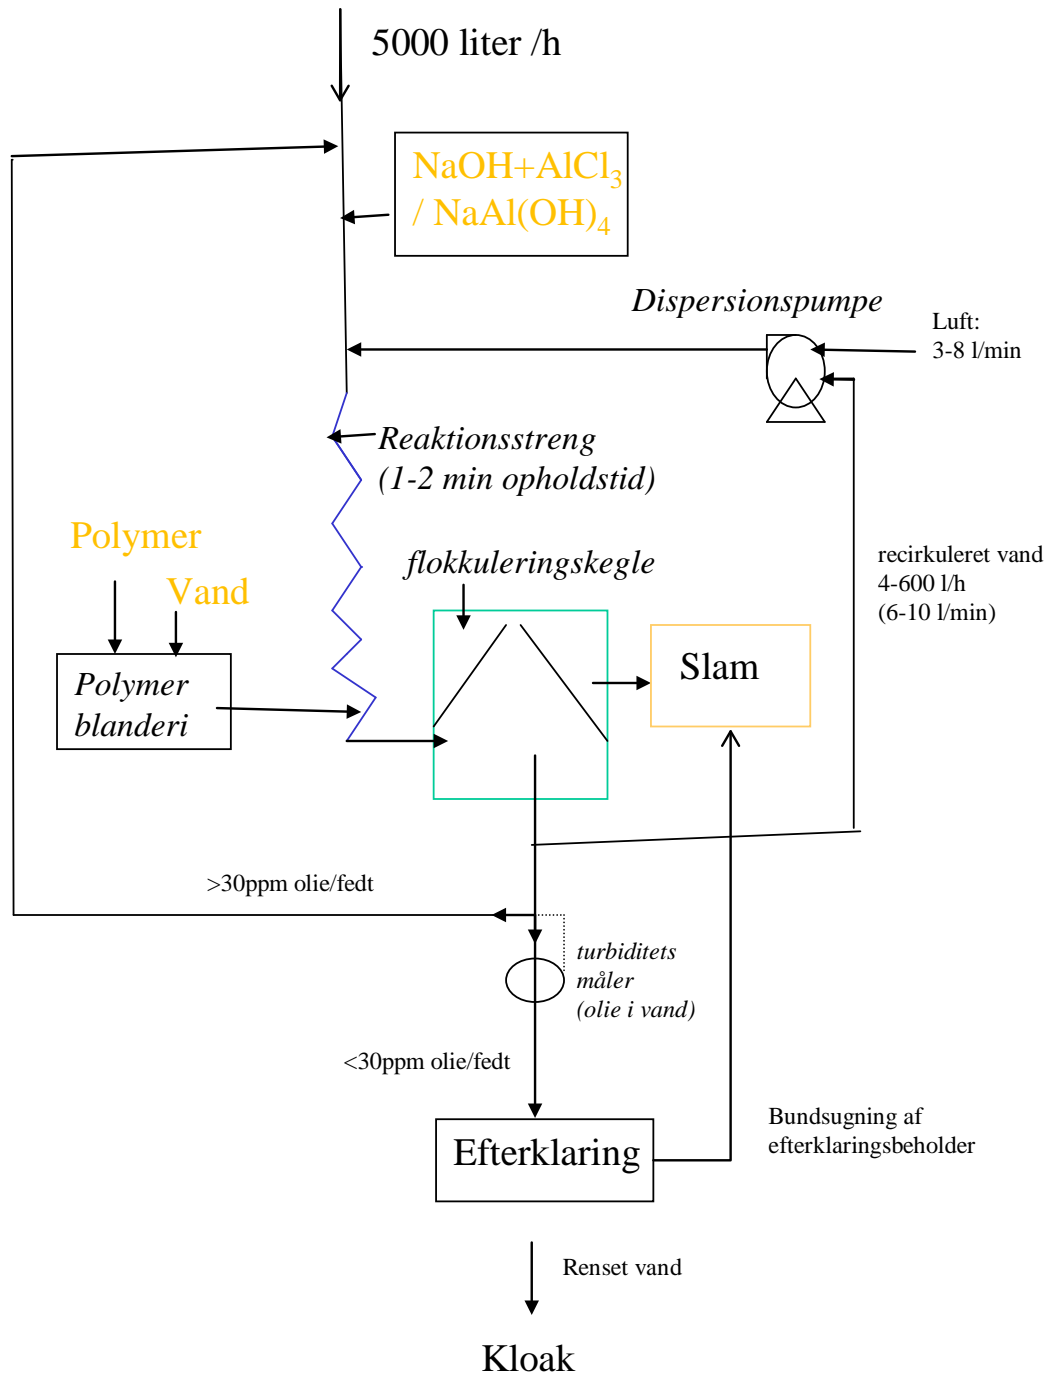 5000 liter /h
NaOH+AlCl₃
/ NaAl(OH)₄
Dispersionspumpe
Luft:
3-8 l/min
Reaktionsstreng
(1-2 min opholdstid)
Polymer
Vand
flokkuleringskegle
recirkuleret vand
4-600 l/h
(6-10 l/min)
Polymer
blanderi
Slam
>30ppm olie/fedt
turbiditets
måler
(olie i vand)
<30ppm olie/fedt
Efterklaring
Bundsugning af
efterklaringsbeholder
Renset vand
Kloak